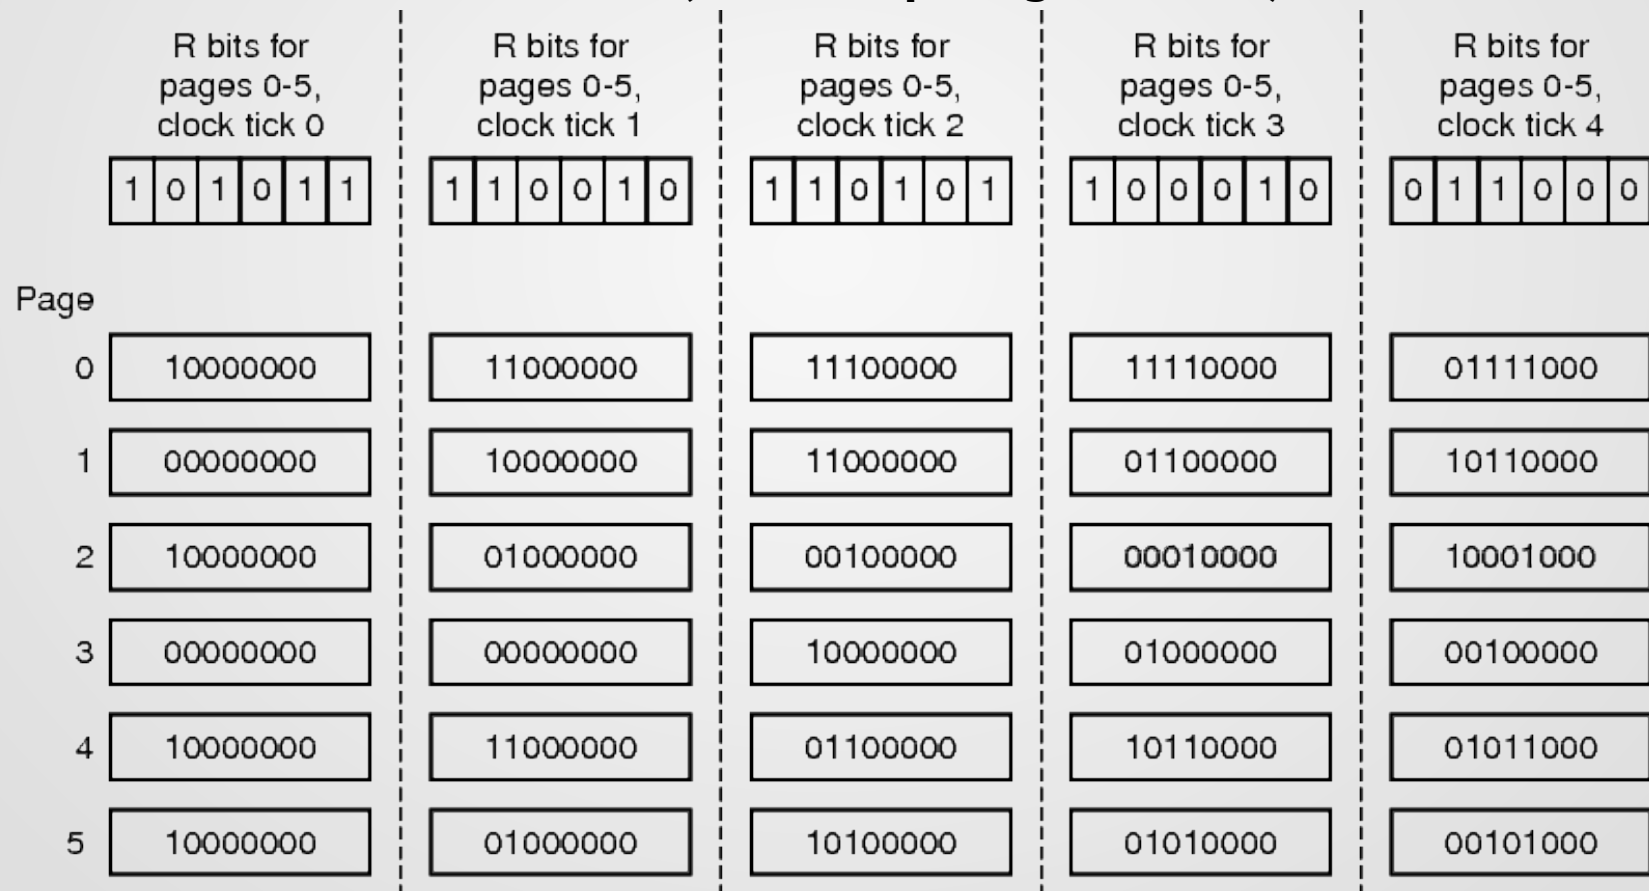 R bits for pages 0-5, clock tick 0
R bits for pages 0-5, clock tick 1
R bits for pages 0-5, clock tick 2
R bits for pages 0-5, clock tick 3
R bits for pages 0-5, clock tick 4
1 0 1 0 1 1
1 1 0 0 1 0
1 1 0 1 0 1
1 0 0 0 1 0
0 1 1 0 0 0
Page
0 10000000 11000000 11100000 11110000 01111000
1 00000000 10000000 11000000 01100000 10110000
2 10000000 01000000 00100000 00010000 10001000
3 00000000 00000000 10000000 01000000 00100000
4 10000000 11000000 01100000 10110000 01011000
5 10000000 01000000 10100000 01010000 00101000